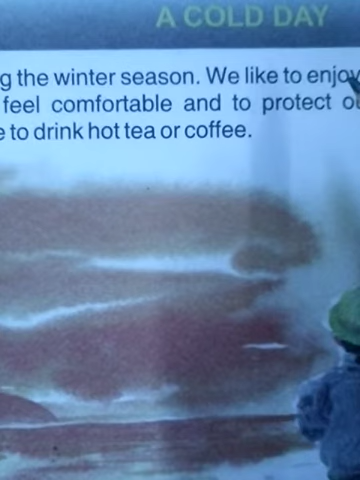 A COLD DAY
g the winter season. We like to enjoy
feel comfortable and to protect
e to drink hot tea or coffee.